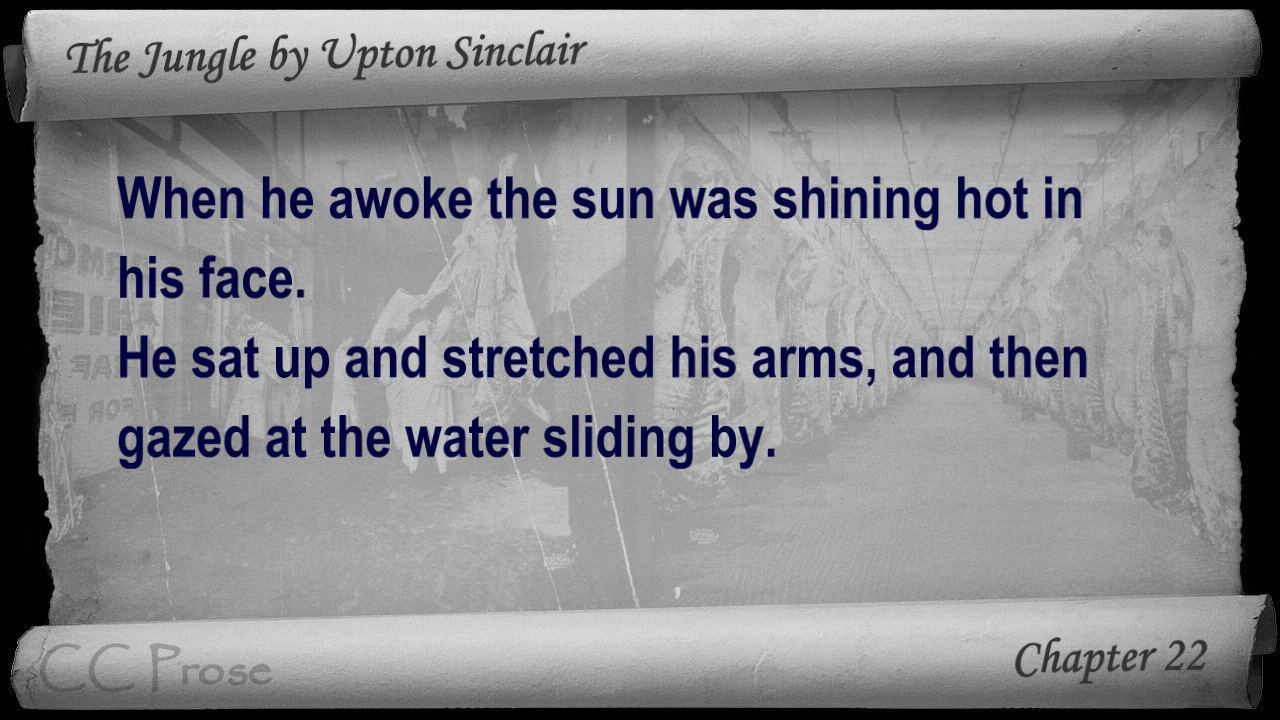 The Jungle by Upton Sinclair
When he awoke the sun was shining hot in
his face.
He sat up and stretched his arms, and then
gazed at the water sliding by.
CC Prose
Chapter 22